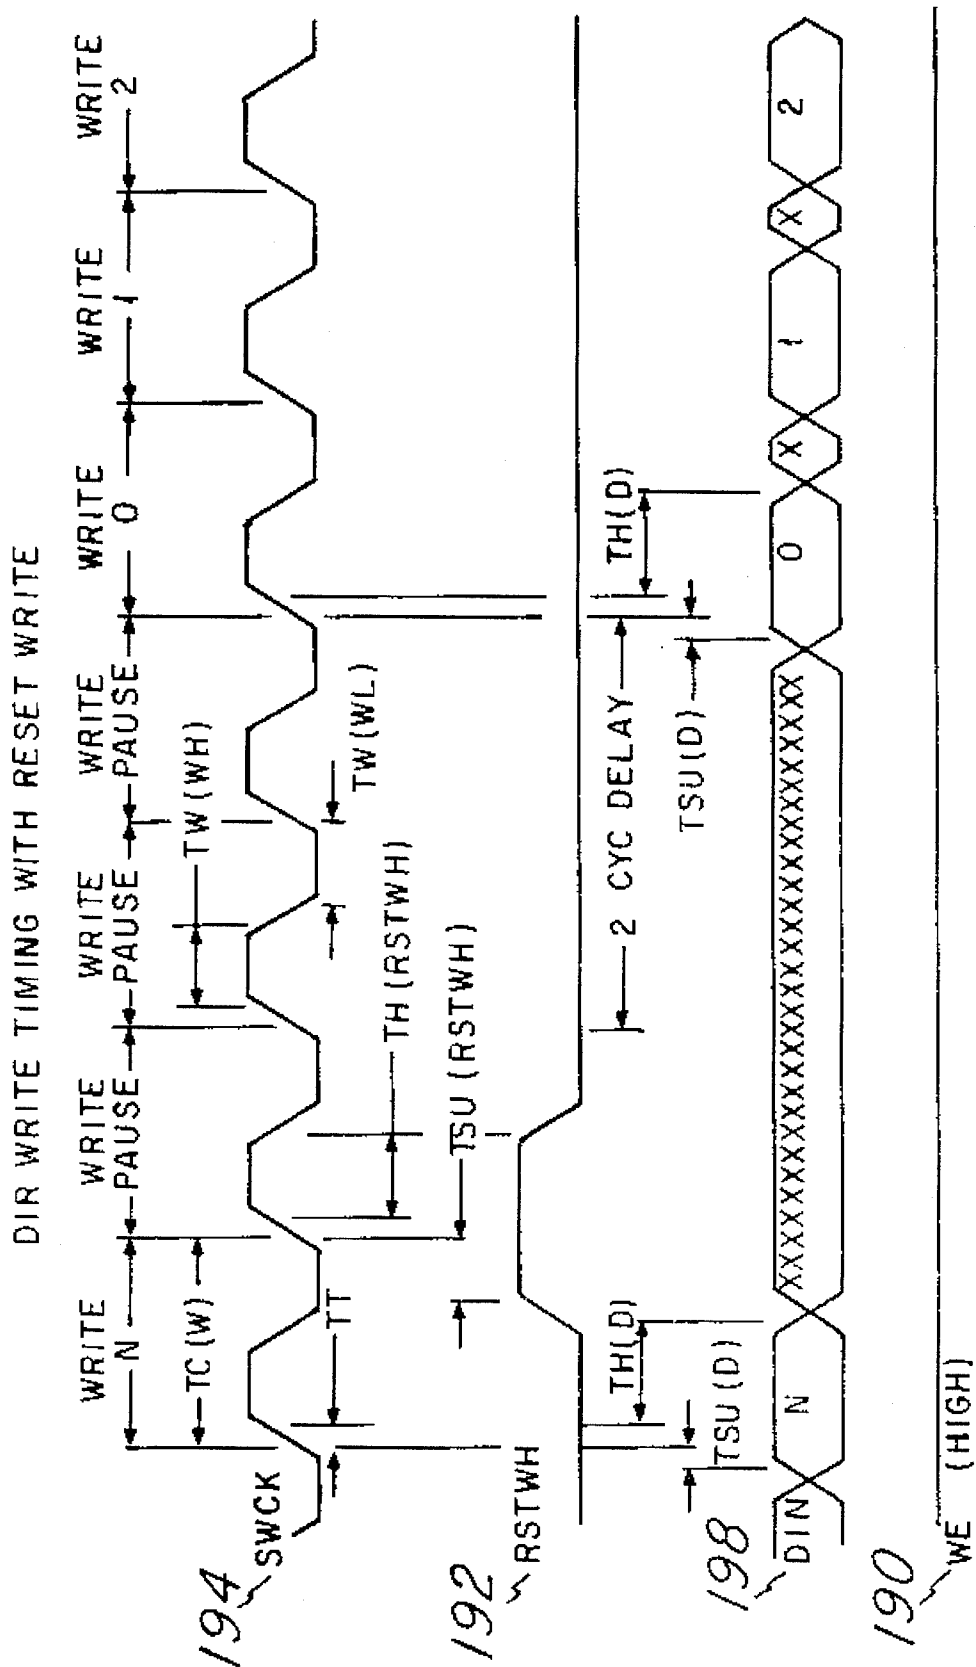 DIR WRITE TIMING WITH RESET WRITE
WRITE N
WRITE PAUSE
WRITE PAUSE
WRITE PAUSE
WRITE 0
WRITE 1
WRITE 2
TC(W)
TW(WH)
194
SWCK
TT
TH(RSTWH)
TW(WL)
TSU(RSTWH)
192
RSTWH
TH(D)
2 CYC DELAY
TH(D)
TSU(D)
TSU(D)
198
DIN
N
XXXXXXXXXXXXXXXXXXXXXXX
0
X
1
X
2
190
WE (HIGH)